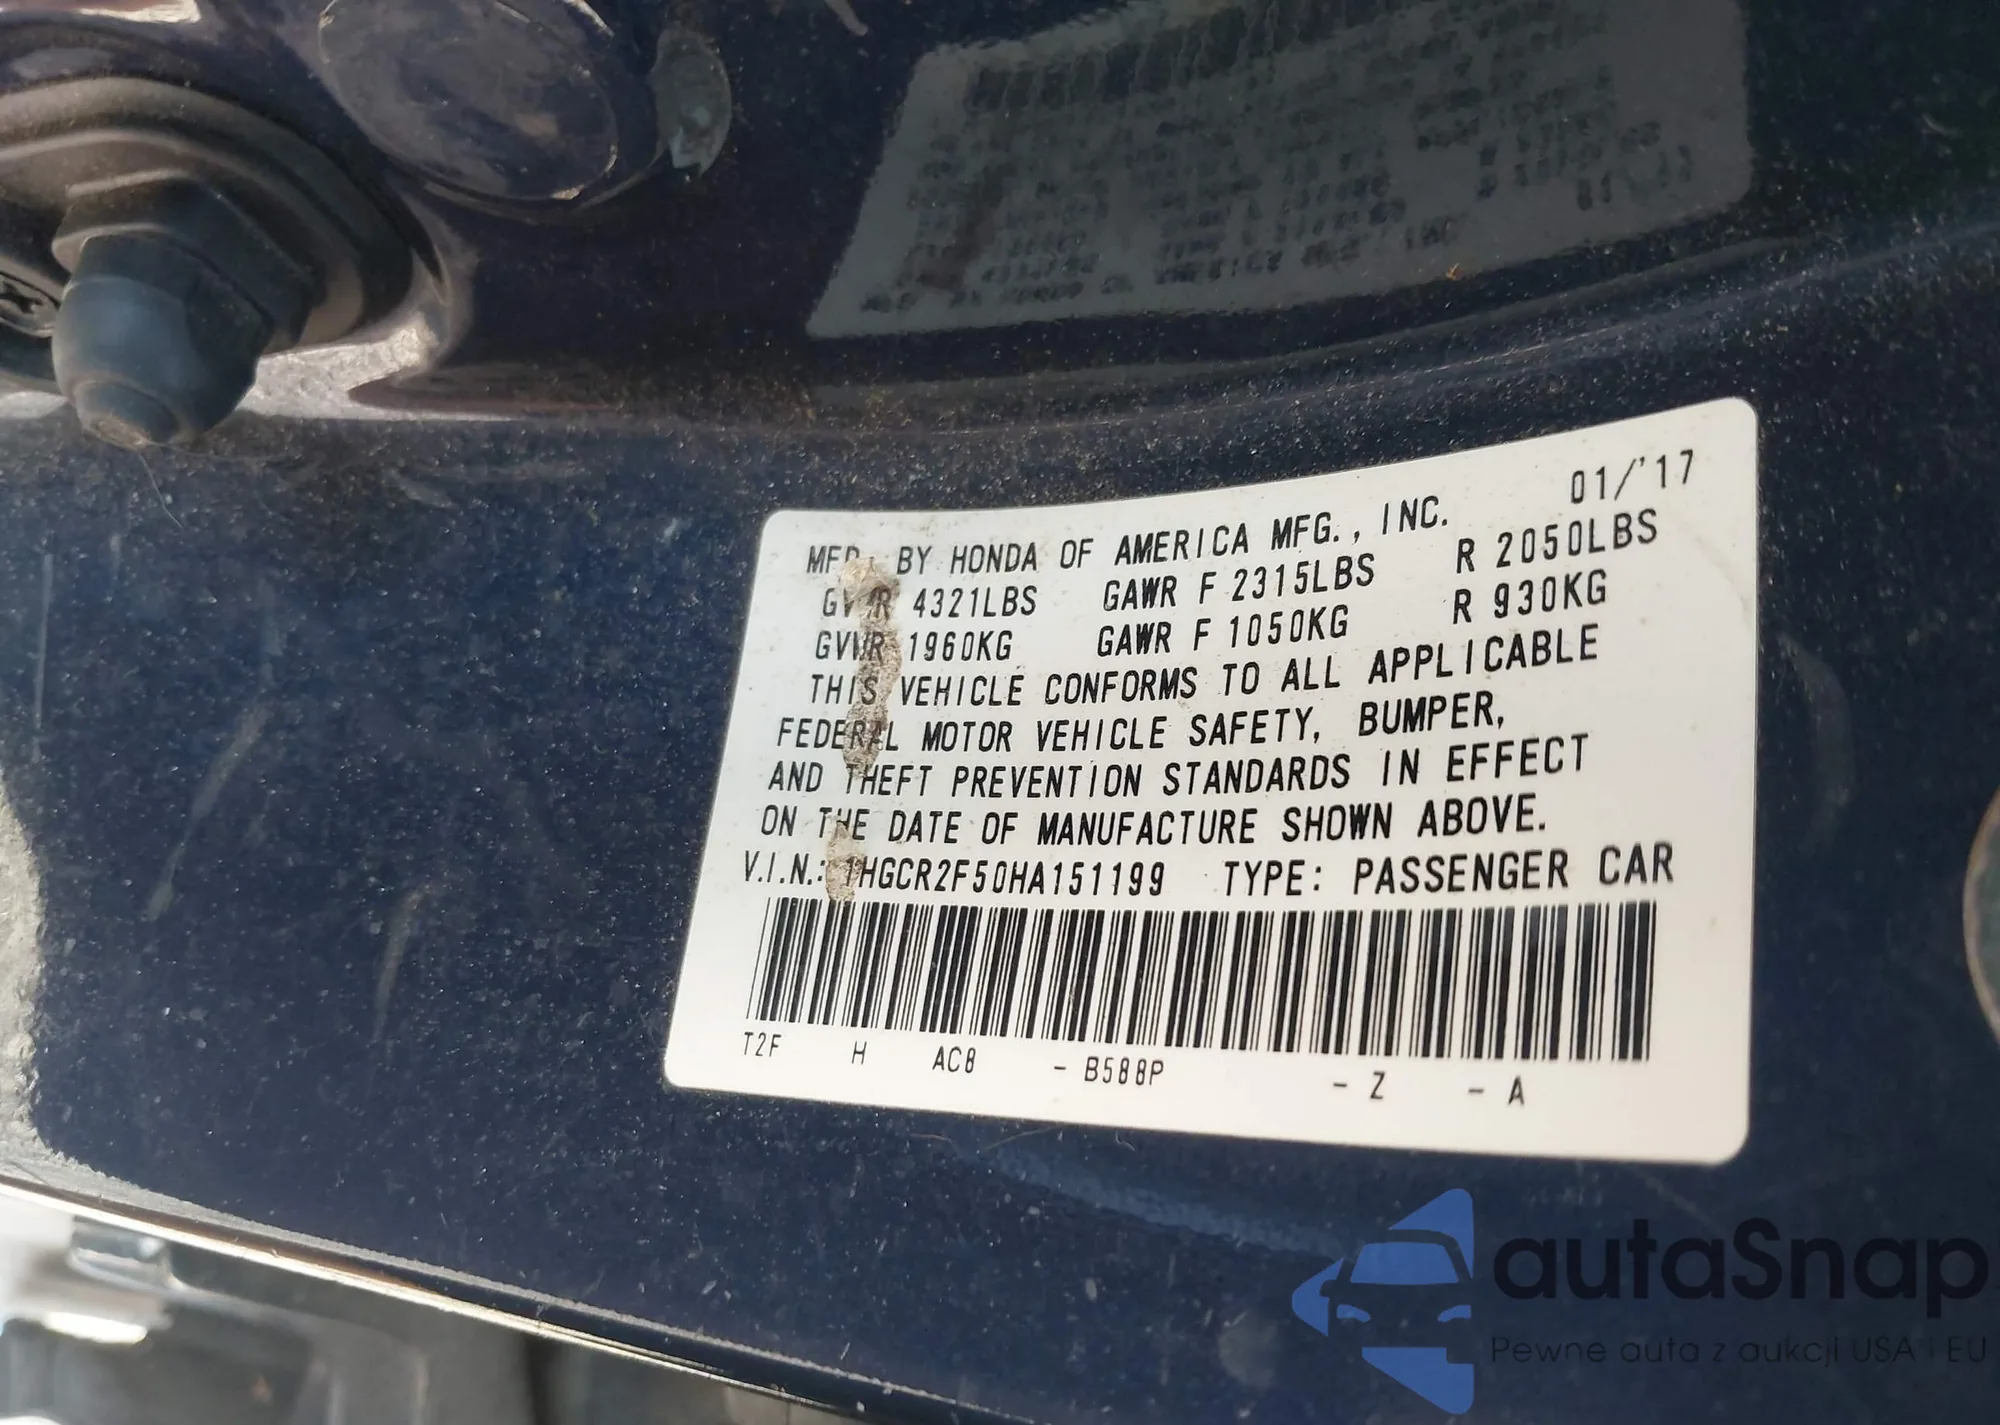 01/'17
MFD. BY HONDA OF AMERICA MFG., INC.
GVWR 4321LBS GAWR F 2315LBS R 2050LBS
GVWR 1960KG GAWR F 1050KG R 930KG
THIS VEHICLE CONFORMS TO ALL APPLICABLE
FEDERAL MOTOR VEHICLE SAFETY, BUMPER,
AND THEFT PREVENTION STANDARDS IN EFFECT
ON THE DATE OF MANUFACTURE SHOWN ABOVE.
V.I.N.: 1HGCR2F50HA151199 TYPE: PASSENGER CAR
T2F H AC8 - B588P - Z - A
autaSnap
Pewne auta z aukcji USA i EU